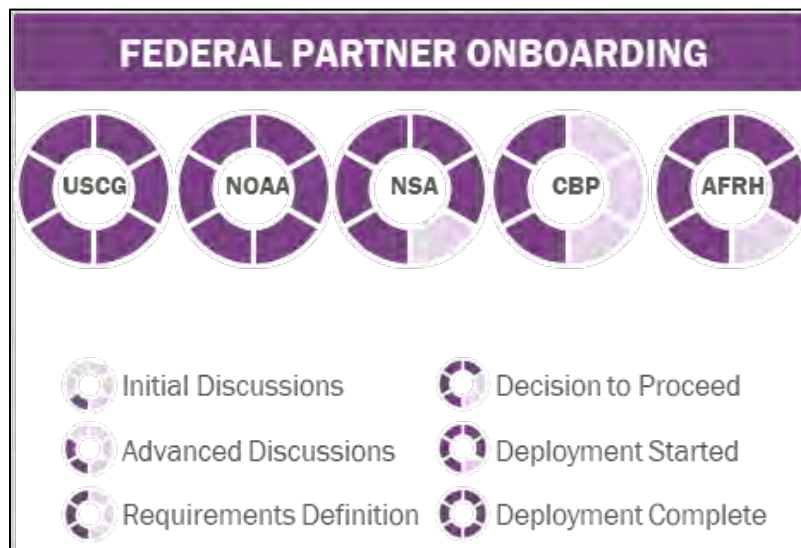 FEDERAL PARTNER ONBOARDING
USCG NOAA NSA CBP AFRH
Initial Discussions
Advanced Discussions
Requirements Definition
Decision to Proceed
Deployment Started
Deployment Complete